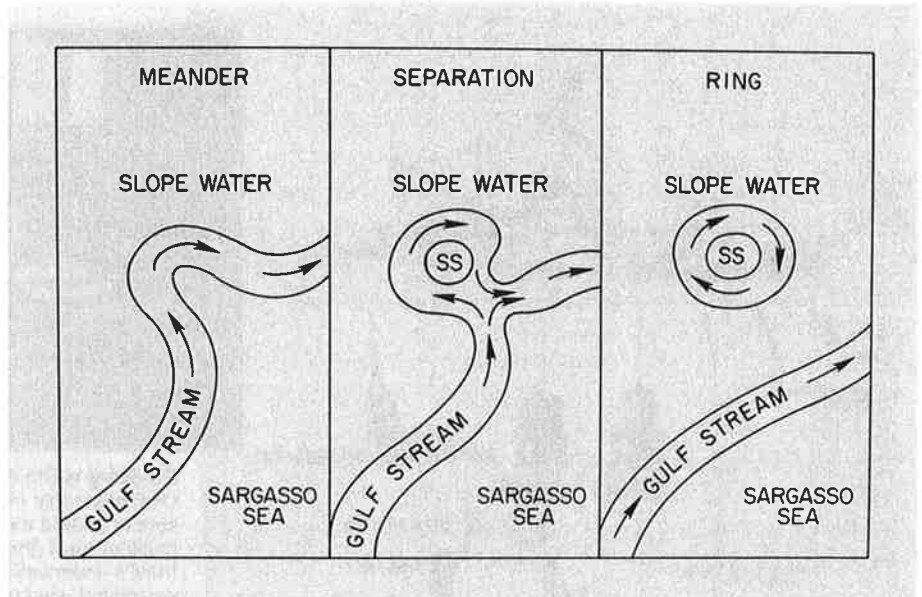 MEANDER
SLOPE WATER
GULF STREAM
SARGASSO
SEA
SEPARATION
SLOPE WATER
SS
GULF STREAM
SARGASSO
SEA
RING
SLOPE WATER
SS
GULF STREAM
SARGASSO
SEA